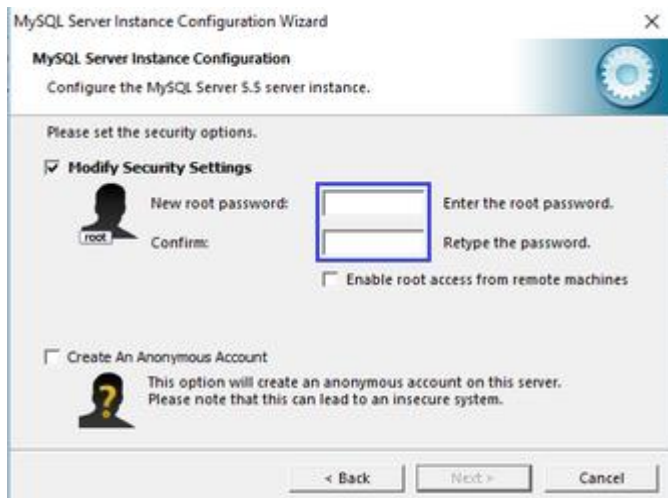 MySQL Server Instance Configuration Wizard
MySQL Server Instance Configuration
Configure the MySQL Server 5.5 server instance.
Please set the security options.
Modify Security Settings
root
New root password:
Enter the root password.
Confirm:
Retype the password.
Enable root access from remote machines
Create An Anonymous Account
?
This option will create an anonymous account on this server.
Please note that this can lead to an insecure system.
< Back
Next >
Cancel